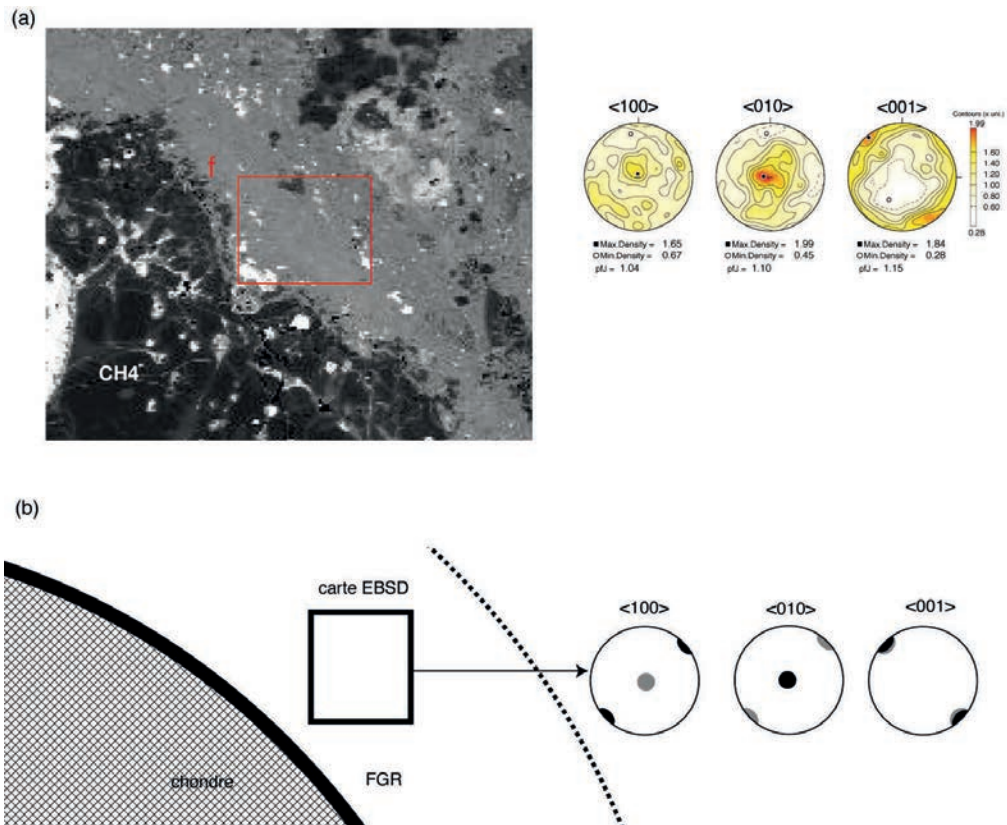 (a)
f
CH4
<100>
<010>
<001>
Contours (x uni.)
1.99
1.60
1.40
1.20
1.00
0.80
0.60
0.28
■ Max.Density = 1.65
○ Min.Density = 0.67
pfJ = 1.04
■ Max.Density = 1.99
○ Min.Density = 0.45
pfJ = 1.10
■ Max.Density = 1.84
○ Min.Density = 0.28
pfJ = 1.15
(b)
carte EBSD
<100>
<010>
<001>
chondre
FGR